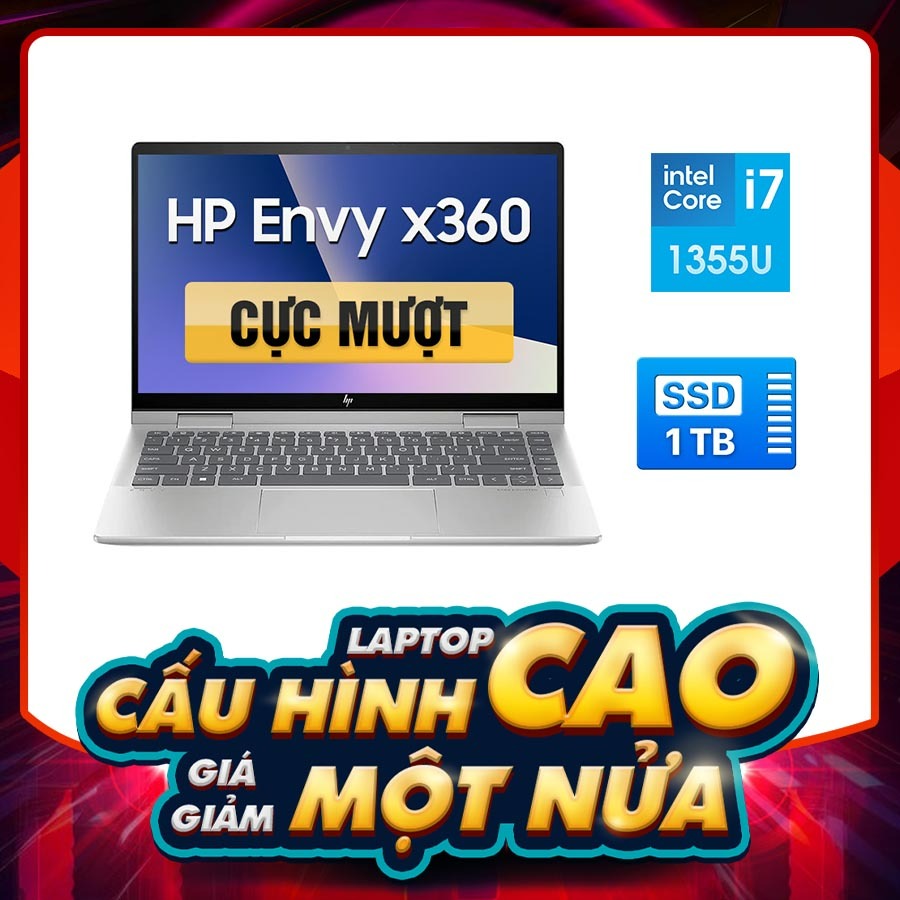 HP Envy x360
CỰC MƯỢT
hp
intel
Core i7
1355U
SSD
1 TB
LAPTOP
CẤU HÌNH CAO
GIÁ
GIẢM MỘT NỬA